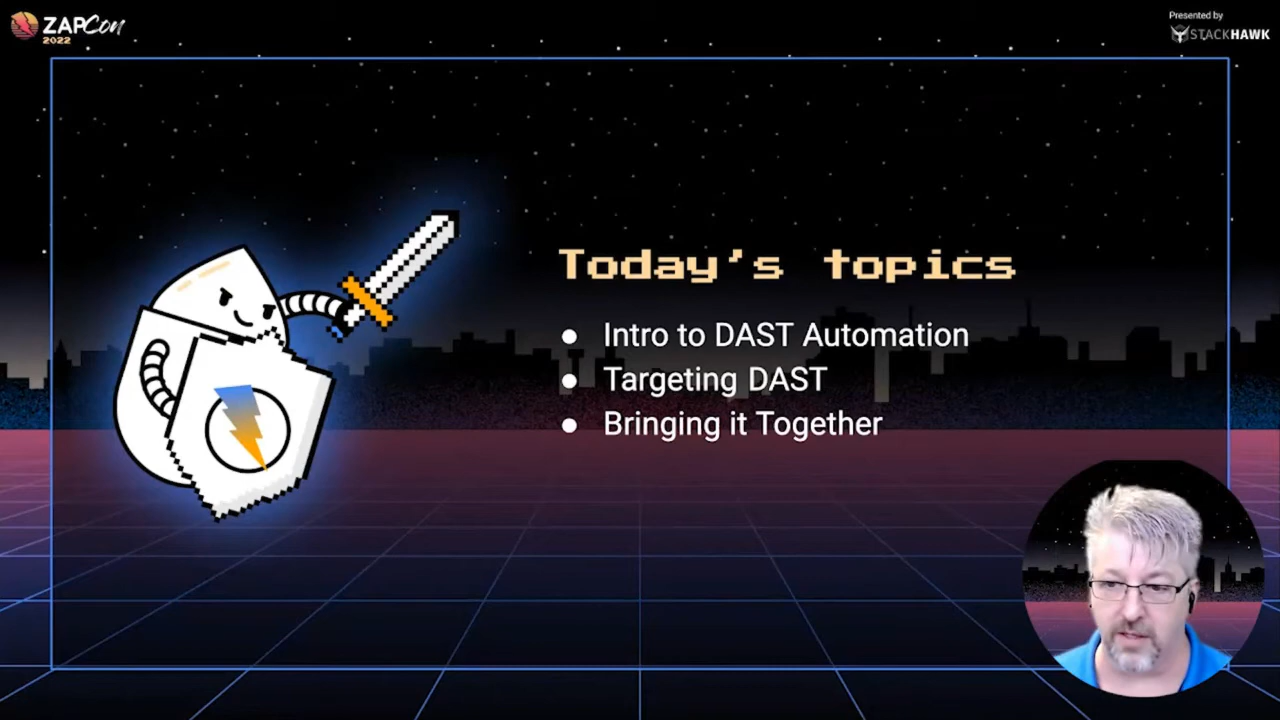 ZAPCon
2022
Presented by
STACKHAWK
Today's topics
● Intro to DAST Automation
● Targeting DAST
● Bringing it Together